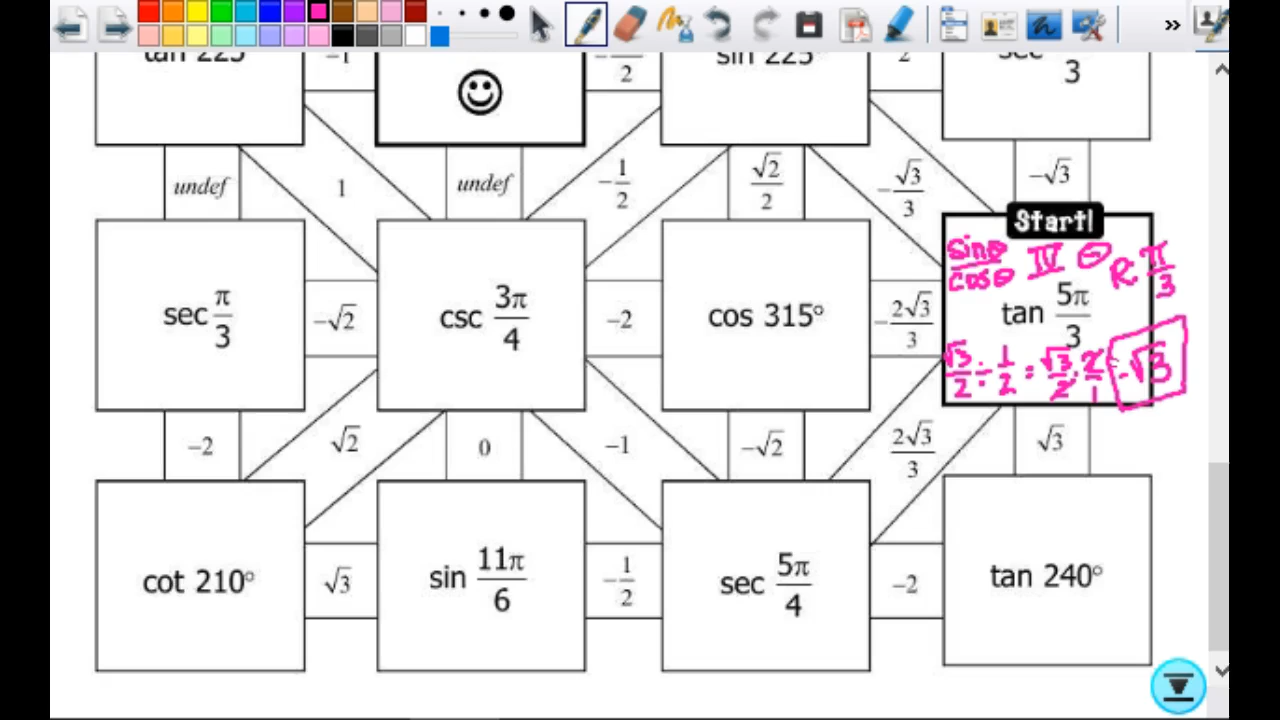 »
tan 225°
-1
-
2
sin 225°
2
sec
3
undef
1
undef
-1/2
√2/2
-√3/3
-√3
Start!
sinθ/cosθ IV ⊖ R π/3
sec π/3
-√2
csc 3π/4
-2
cos 315°
-2√3/3
tan 5π/3
√3/2 ÷ 1/2 = √3/2 · 2/1 -√3
-2
√2
0
-1
-√2
2√3/3
√3
cot 210°
√3
sin 11π/6
-1/2
sec 5π/4
-2
tan 240°